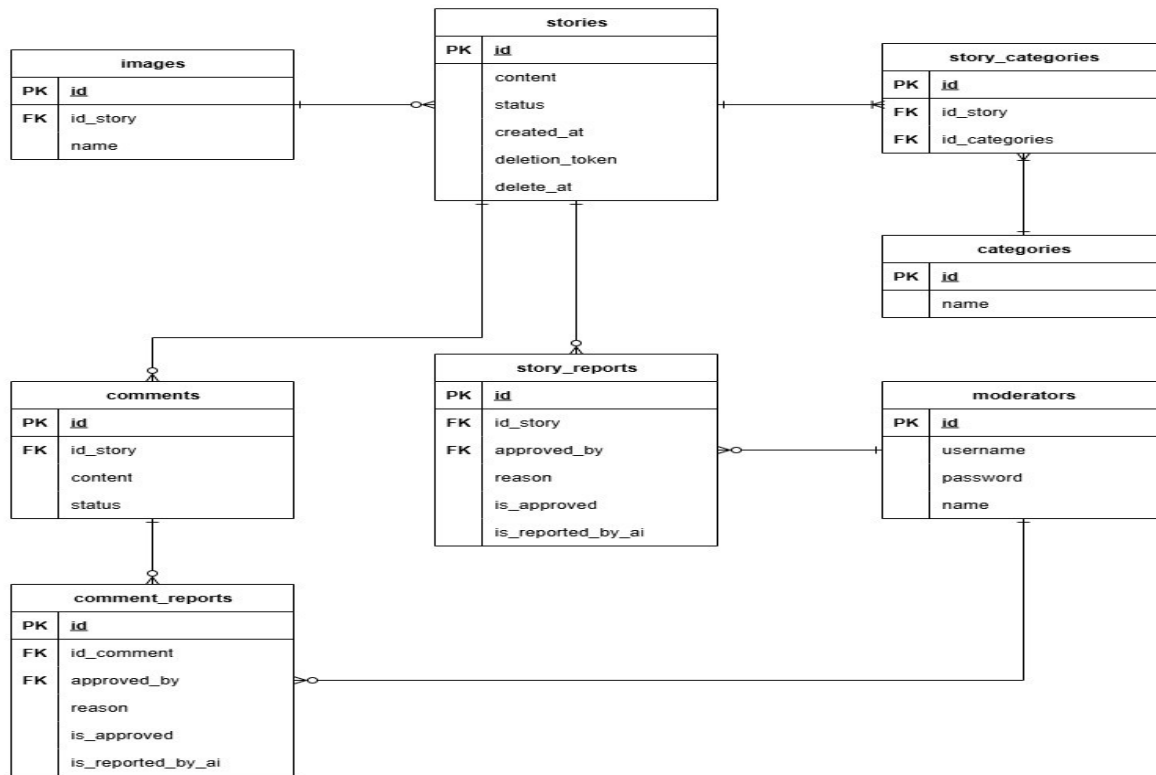 stories
PK id
content
status
created_at
deletion_token
delete_at
images
PK id
FK id_story
name
story_categories
PK id
FK id_story
FK id_categories
categories
PK id
name
comments
PK id
FK id_story
content
status
story_reports
PK id
FK id_story
FK approved_by
reason
is_approved
is_reported_by_ai
moderators
PK id
username
password
name
comment_reports
PK id
FK id_comment
FK approved_by
reason
is_approved
is_reported_by_ai